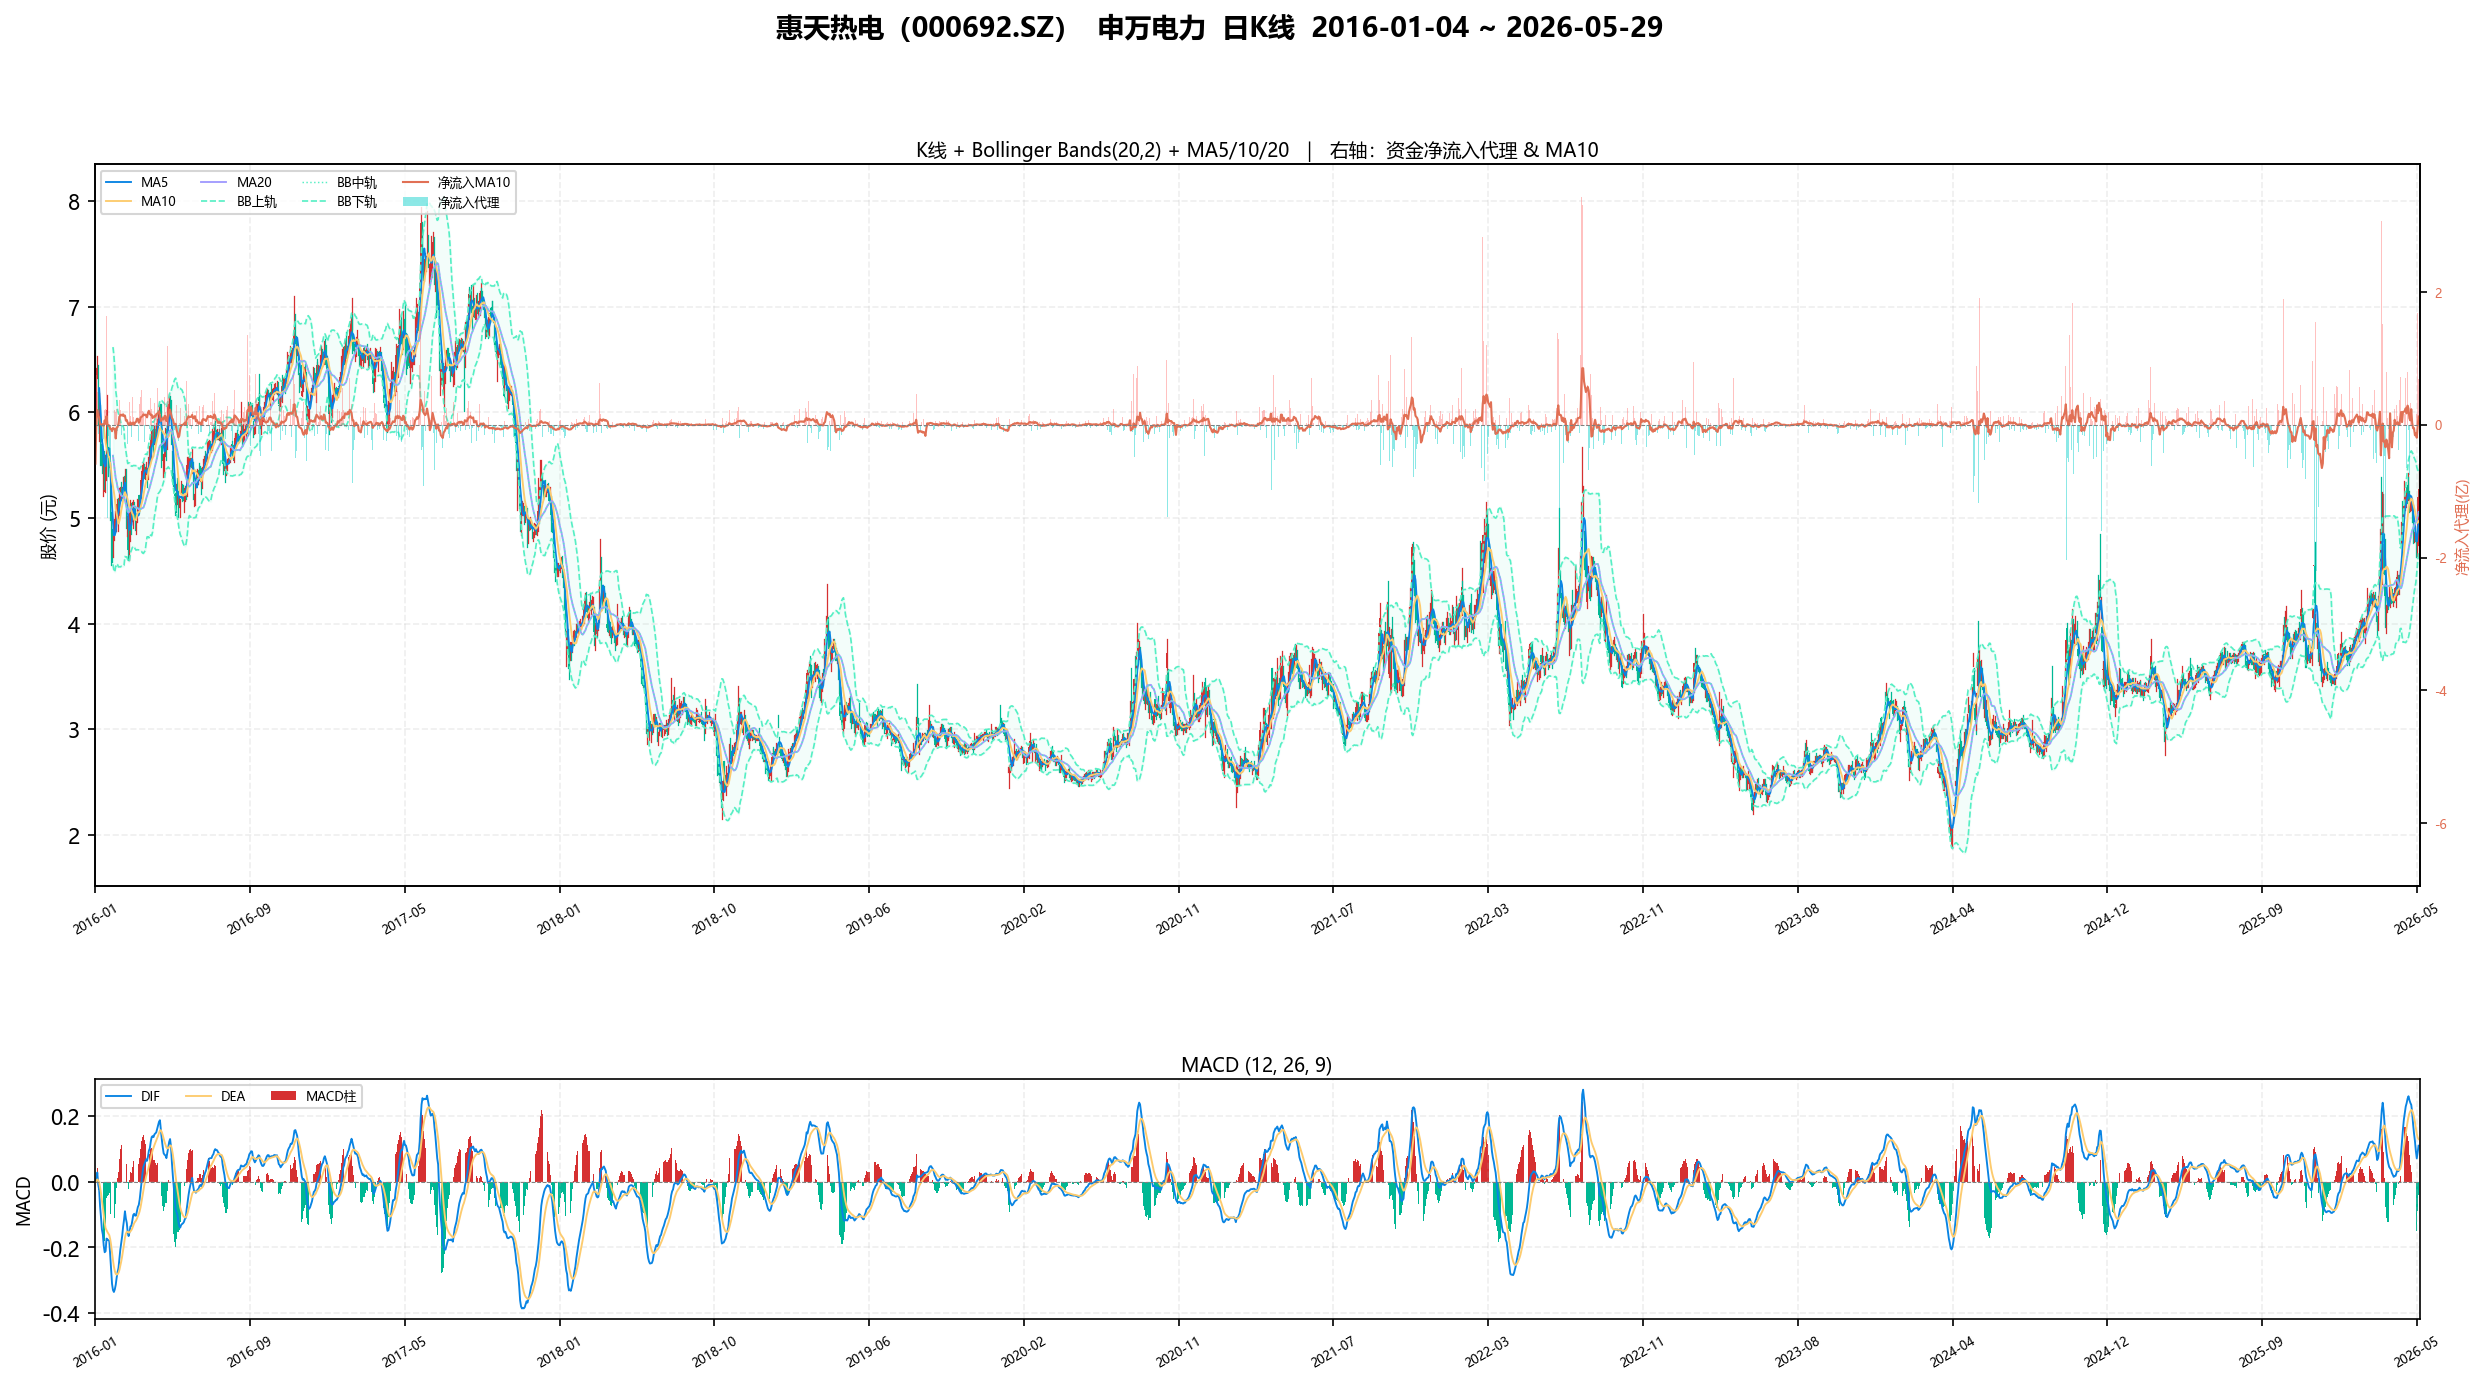 惠天热电（000692.SZ） 申万电力 日K线 2016-01-04 ~ 2026-05-29
K线 + Bollinger Bands(20,2) + MA5/10/20 | 右轴：资金净流入代理 & MA10
MA5 MA20 BB中轨 净流入MA10
MA10 BB上轨 BB下轨 净流入代理
股价 (元)
8
7
6
5
4
3
2
净流入代理(亿)
2
0
-2
-4
-6
2016-01 2016-09 2017-05 2018-01 2018-10 2019-06 2020-02 2020-11 2021-07 2022-03 2022-11 2023-08 2024-04 2024-12 2025-09 2026-05
MACD (12, 26, 9)
DIF DEA MACD柱
MACD
0.2
0.0
-0.2
-0.4
2016-01 2016-09 2017-05 2018-01 2018-10 2019-06 2020-02 2020-11 2021-07 2022-03 2022-11 2023-08 2024-04 2024-12 2025-09 2026-05